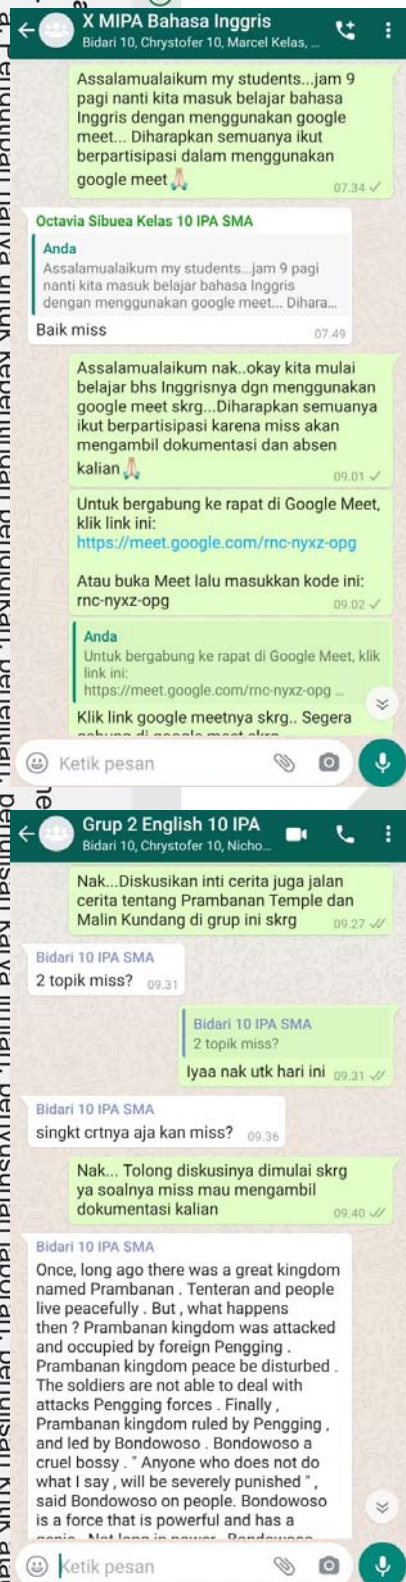 X MIPA Bahasa Inggris
Bidari 10, Chrystofer 10, Marcel Kelas, ...
Assalamualaikum my students...jam 9
pagi nanti kita masuk belajar bahasa
Inggris dengan menggunakan google
meet... Diharapkan semuanya ikut
berpartisipasi dalam menggunakan
google meet🙏🏻
07.34
Octavia Sibuea Kelas 10 IPA SMA
Anda
Assalamualaikum my students...jam 9 pagi
nanti kita masuk belajar bahasa Inggris
dengan menggunakan google meet... Dihara...
Baik miss
07.49
Assalamualaikum nak..okay kita mulai
belajar bhs Inggrisnya dgn menggunakan
google meet skrg...Diharapkan semuanya
ikut berpartisipasi karena miss akan
mengambil dokumentasi dan absen
kalian🙏🏻
09.01
Untuk bergabung ke rapat di Google Meet,
klik link ini:
https://meet.google.com/rnc-nyxz-opg
Atau buka Meet lalu masukkan kode ini:
rnc-nyxz-opg
09.02
Anda
Untuk bergabung ke rapat di Google Meet, klik
link ini:
https://meet.google.com/rnc-nyxz-opg ...
Klik link google meetnya skrg.. Segera
Ketik pesan
Grup 2 English 10 IPA
Bidari 10, Chrystofer 10, Nicho...
Nak...Diskusikan inti cerita juga jalan
cerita tentang Prambanan Temple dan
Malin Kundang di grup ini skrg
09.27
Bidari 10 IPA SMA
2 topik miss?
09.31
Bidari 10 IPA SMA
2 topik miss?
Iyaa nak utk hari ini
09.31
Bidari 10 IPA SMA
singkt crtnya aja kan miss?
09.36
Nak... Tolong diskusinya dimulai skrg
ya soalnya miss mau mengambil
dokumentasi kalian
09.40
Bidari 10 IPA SMA
Once, long ago there was a great kingdom
named Prambanan . Tenteran and people
live peacefully . But , what happens
then ? Prambanan kingdom was attacked
and occupied by foreign Pengging .
Prambanan kingdom peace be disturbed .
The soldiers are not able to deal with
attacks Pengging forces . Finally ,
Prambanan kingdom ruled by Pengging ,
and led by Bondowoso . Bondowoso a
cruel bossy . " Anyone who does not do
what I say , will be severely punished " ,
said Bondowoso on people. Bondowoso
is a force that is powerful and has a
Ketik pesan